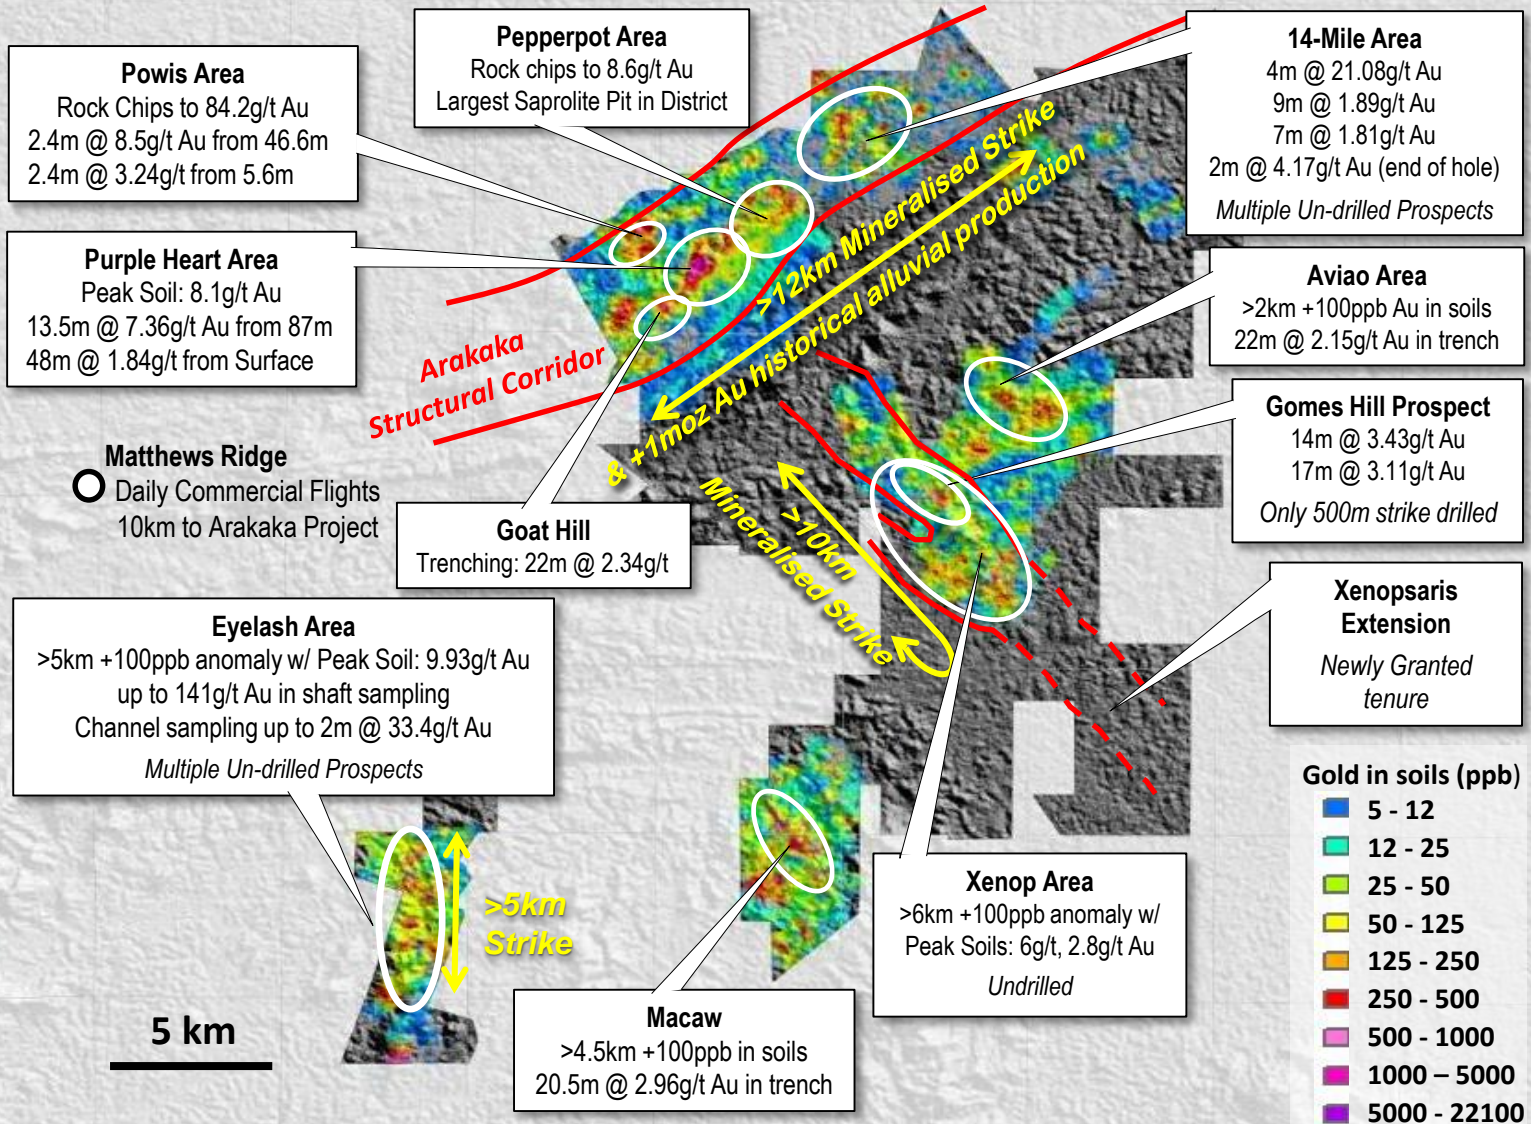 Powis Area
Rock Chips to 84.2g/t Au
2.4m @ 8.5g/t Au from 46.6m
2.4m @ 3.24g/t from 5.6m
Pepperpot Area
Rock chips to 8.6g/t Au
Largest Saprolite Pit in District
14-Mile Area
4m @ 21.08g/t Au
9m @ 1.89g/t Au
7m @ 1.81g/t Au
2m @ 4.17g/t Au (end of hole)
Multiple Un-drilled Prospects
Purple Heart Area
Peak Soil: 8.1g/t Au
13.5m @ 7.36g/t Au from 87m
48m @ 1.84g/t from Surface
Aviao Area
>2km +100ppb Au in soils
22m @ 2.15g/t Au in trench
>12km Mineralised Strike
& +1moz Au historical alluvial production
Arakaka
Structural Corridor
Gomes Hill Prospect
14m @ 3.43g/t Au
17m @ 3.11g/t Au
Only 500m strike drilled
Matthews Ridge
Daily Commercial Flights
10km to Arakaka Project
Goat Hill
Trenching: 22m @ 2.34g/t
>10km
Mineralised Strike
Xenopsaris
Extension
Newly Granted
tenure
Eyelash Area
>5km +100ppb anomaly w/ Peak Soil: 9.93g/t Au
up to 141g/t Au in shaft sampling
Channel sampling up to 2m @ 33.4g/t Au
Multiple Un-drilled Prospects
>5km
Strike
Xenop Area
>6km +100ppb anomaly w/
Peak Soils: 6g/t, 2.8g/t Au
Undrilled
Macaw
>4.5km +100ppb in soils
20.5m @ 2.96g/t Au in trench
5 km
Gold in soils (ppb)
5 - 12
12 - 25
25 - 50
50 - 125
125 - 250
250 - 500
500 - 1000
1000 – 5000
5000 - 22100